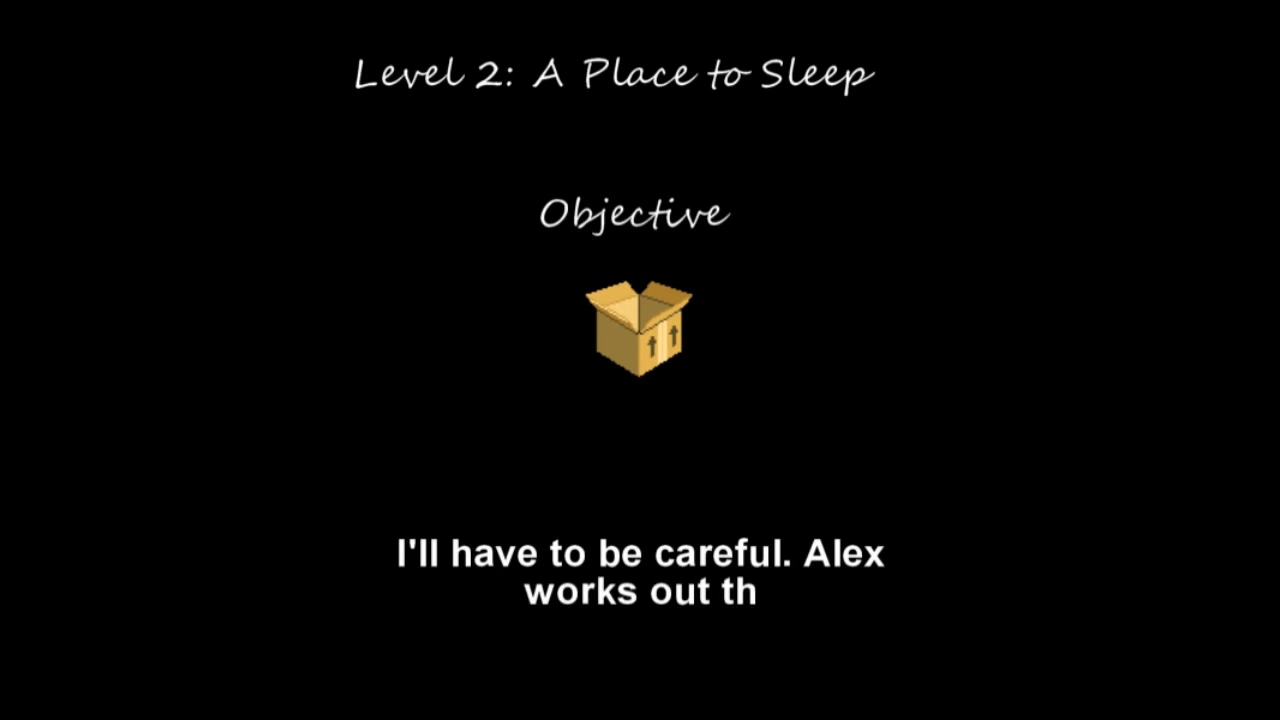 Level 2: A Place to Sleep
Objective
I'll have to be careful. Alex
works out th